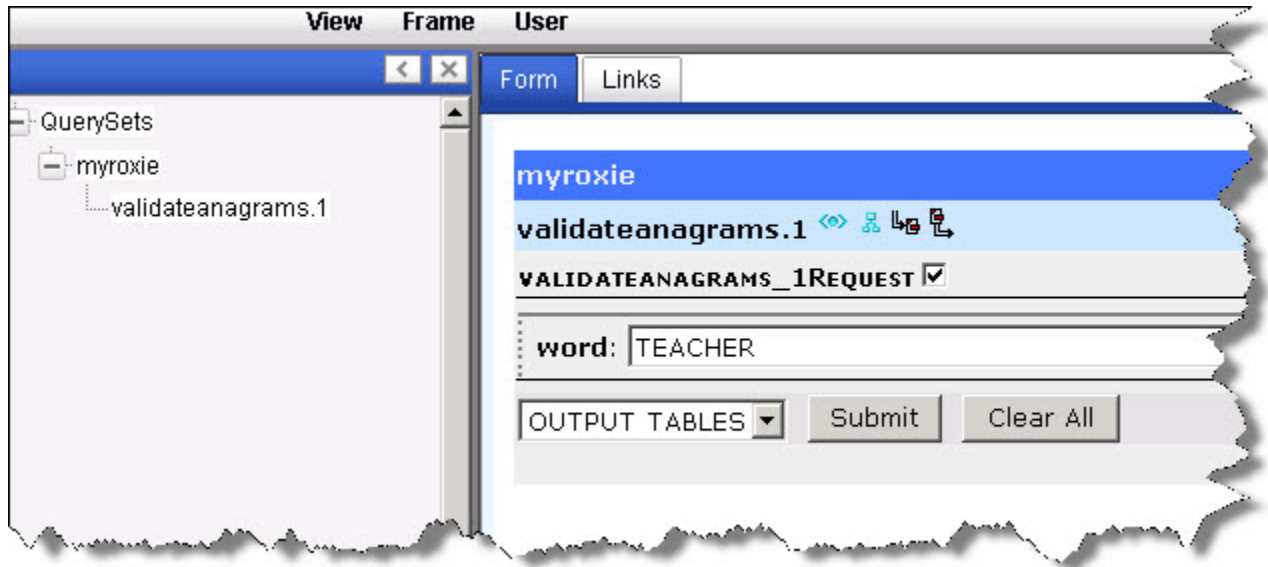 View Frame User
Form Links
QuerySets
myroxie
validateanagrams.1
myroxie
validateanagrams.1
VALIDATEANAGRAMS_1REQUEST
word: TEACHER
OUTPUT TABLES Submit Clear All